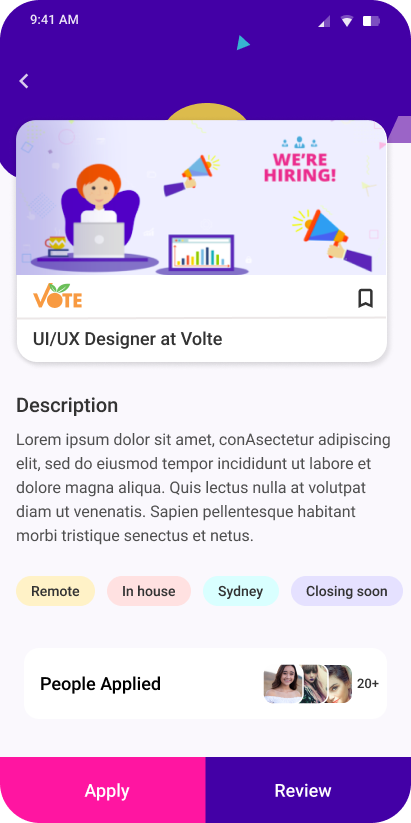 9:41 AM
WE'RE
HIRING!
VOTE
UI/UX Designer at Volte
Description
Lorem ipsum dolor sit amet, conAsectetur adipiscing
elit, sed do eiusmod tempor incididunt ut labore et
dolore magna aliqua. Quis lectus nulla at volutpat
diam ut venenatis. Sapien pellentesque habitant
morbi tristique senectus et netus.
Remote In house Sydney Closing soon
People Applied 20+
Apply Review